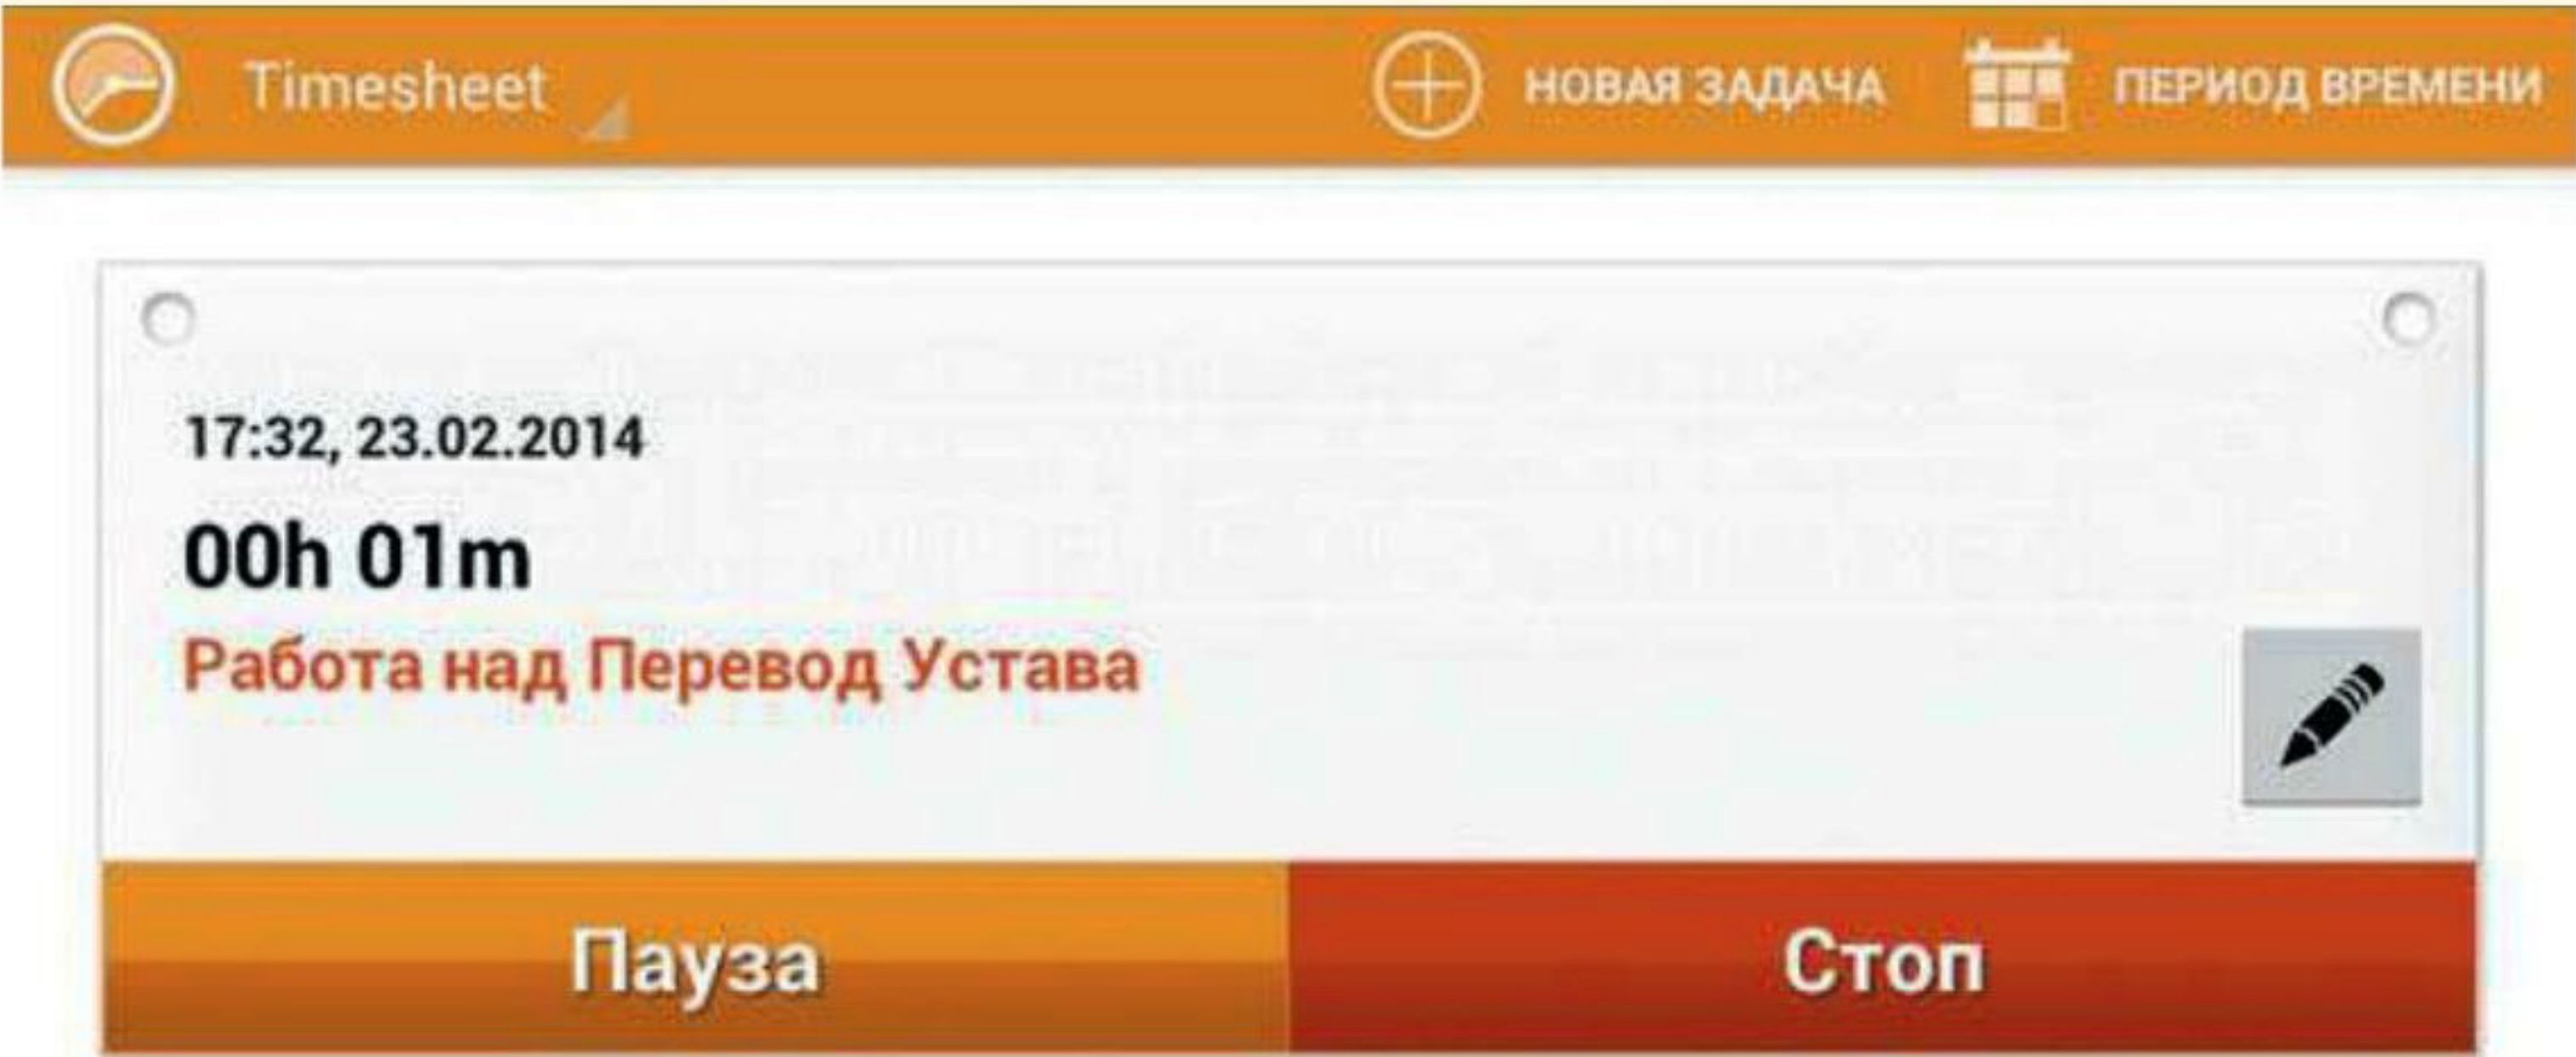 Timesheet НОВАЯ ЗАДАЧА ПЕРИОД ВРЕМЕНИ
17:32, 23.02.2014
00h 01m
Работа над Перевод Устава
Пауза Стоп